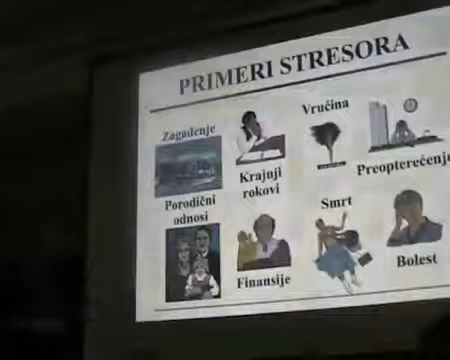 PRIMERI STRESORA
Zagađenje
Krajnji
rokovi
Vrućina
Preopterećenje
Porodični
odnosi
Finansije
Smrt
Bolest